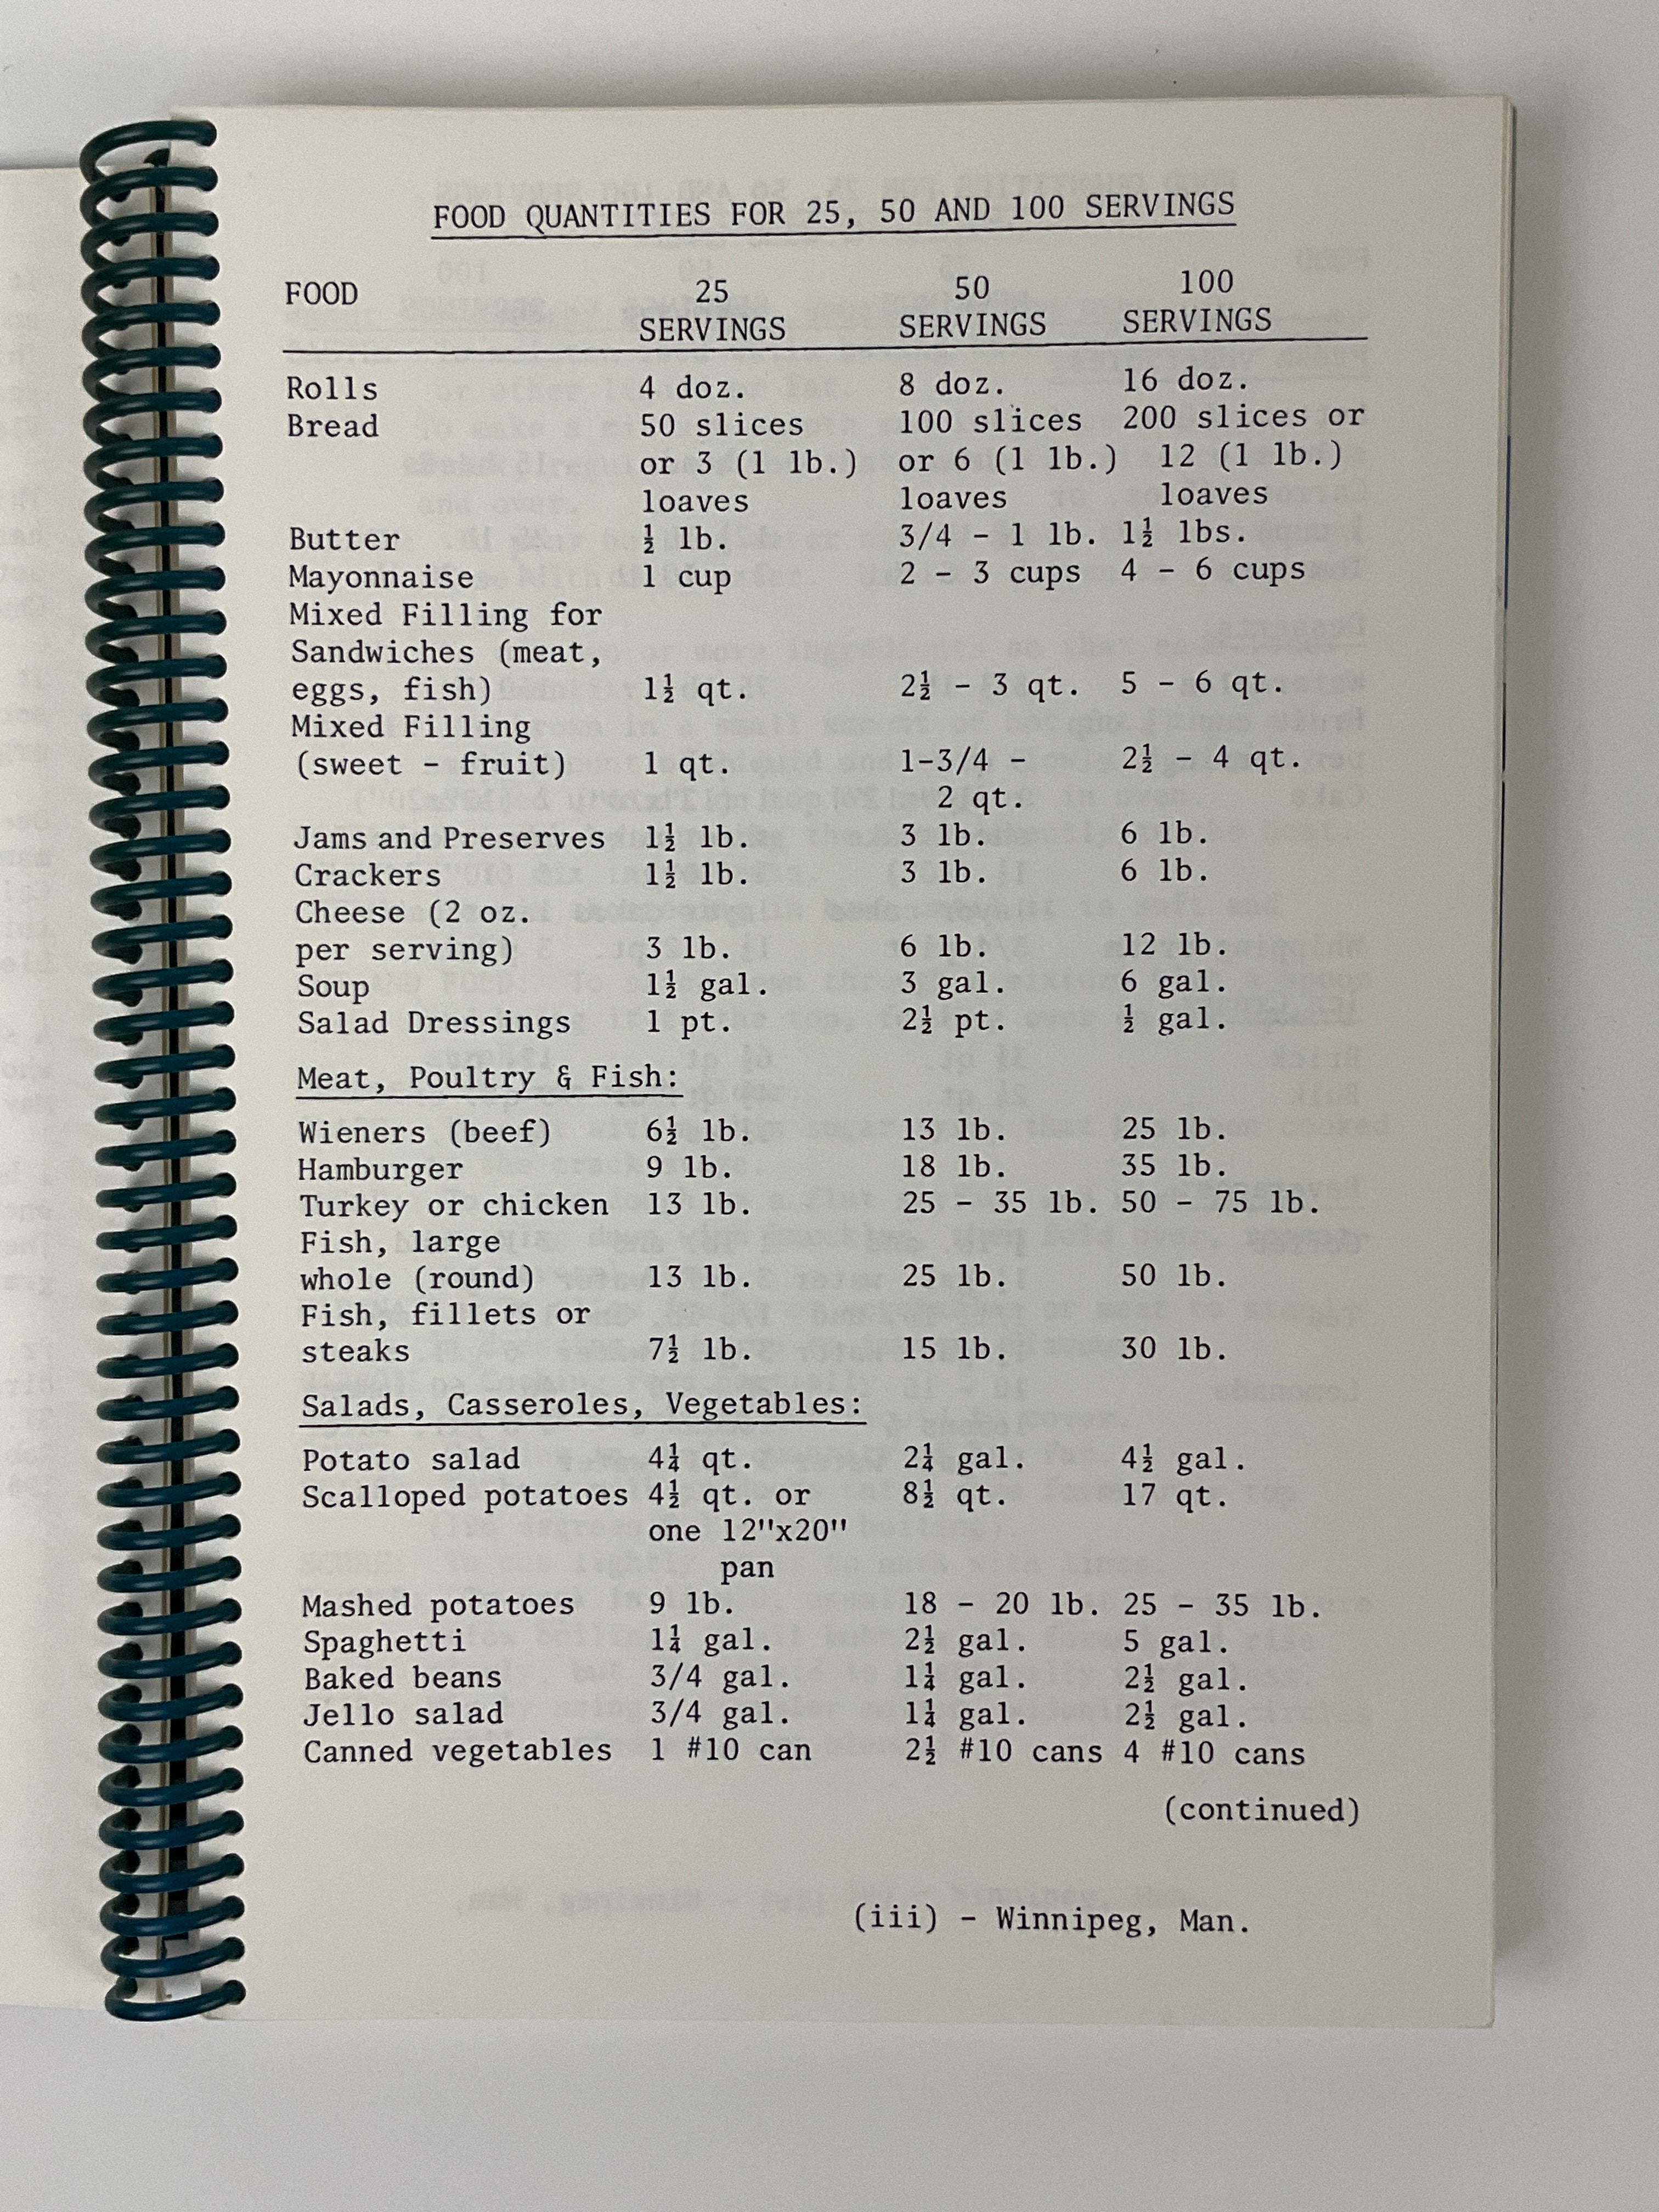 FOOD QUANTITIES FOR 25, 50 AND 100 SERVINGS
FOOD 25 50 100
SERVINGS SERVINGS SERVINGS
Rolls 4 doz. 8 doz. 16 doz.
Bread 50 slices 100 slices 200 slices or
or 3 (1 lb.) or 6 (1 lb.) 12 (1 lb.)
loaves loaves loaves
Butter ½ lb. 3/4 - 1 lb. 1½ lbs.
Mayonnaise 1 cup 2 - 3 cups 4 - 6 cups
Mixed Filling for
Sandwiches (meat,
eggs, fish) 1½ qt. 2½ - 3 qt. 5 - 6 qt.
Mixed Filling
(sweet - fruit) 1 qt. 1-3/4 - 2½ - 4 qt.
2 qt.
Jams and Preserves 1½ lb. 3 lb. 6 lb.
Crackers 1½ lb. 3 lb. 6 lb.
Cheese (2 oz.
per serving) 3 lb. 6 lb. 12 lb.
Soup 1½ gal. 3 gal. 6 gal.
Salad Dressings 1 pt. 2½ pt. ½ gal.
Meat, Poultry & Fish:
Wieners (beef) 6½ lb. 13 lb. 25 lb.
Hamburger 9 lb. 18 lb. 35 lb.
Turkey or chicken 13 lb. 25 - 35 lb. 50 - 75 lb.
Fish, large
whole (round) 13 lb. 25 lb. 50 lb.
Fish, fillets or
steaks 7½ lb. 15 lb. 30 lb.
Salads, Casseroles, Vegetables:
Potato salad 4¼ qt. 2¼ gal. 4½ gal.
Scalloped potatoes 4½ qt. or 8½ qt. 17 qt.
one 12"x20"
pan
Mashed potatoes 9 lb. 18 - 20 lb. 25 - 35 lb.
Spaghetti 1¼ gal. 2½ gal. 5 gal.
Baked beans 3/4 gal. 1¼ gal. 2½ gal.
Jello salad 3/4 gal. 1¼ gal. 2½ gal.
Canned vegetables 1 #10 can 2½ #10 cans 4 #10 cans
(continued)
(iii) - Winnipeg, Man.